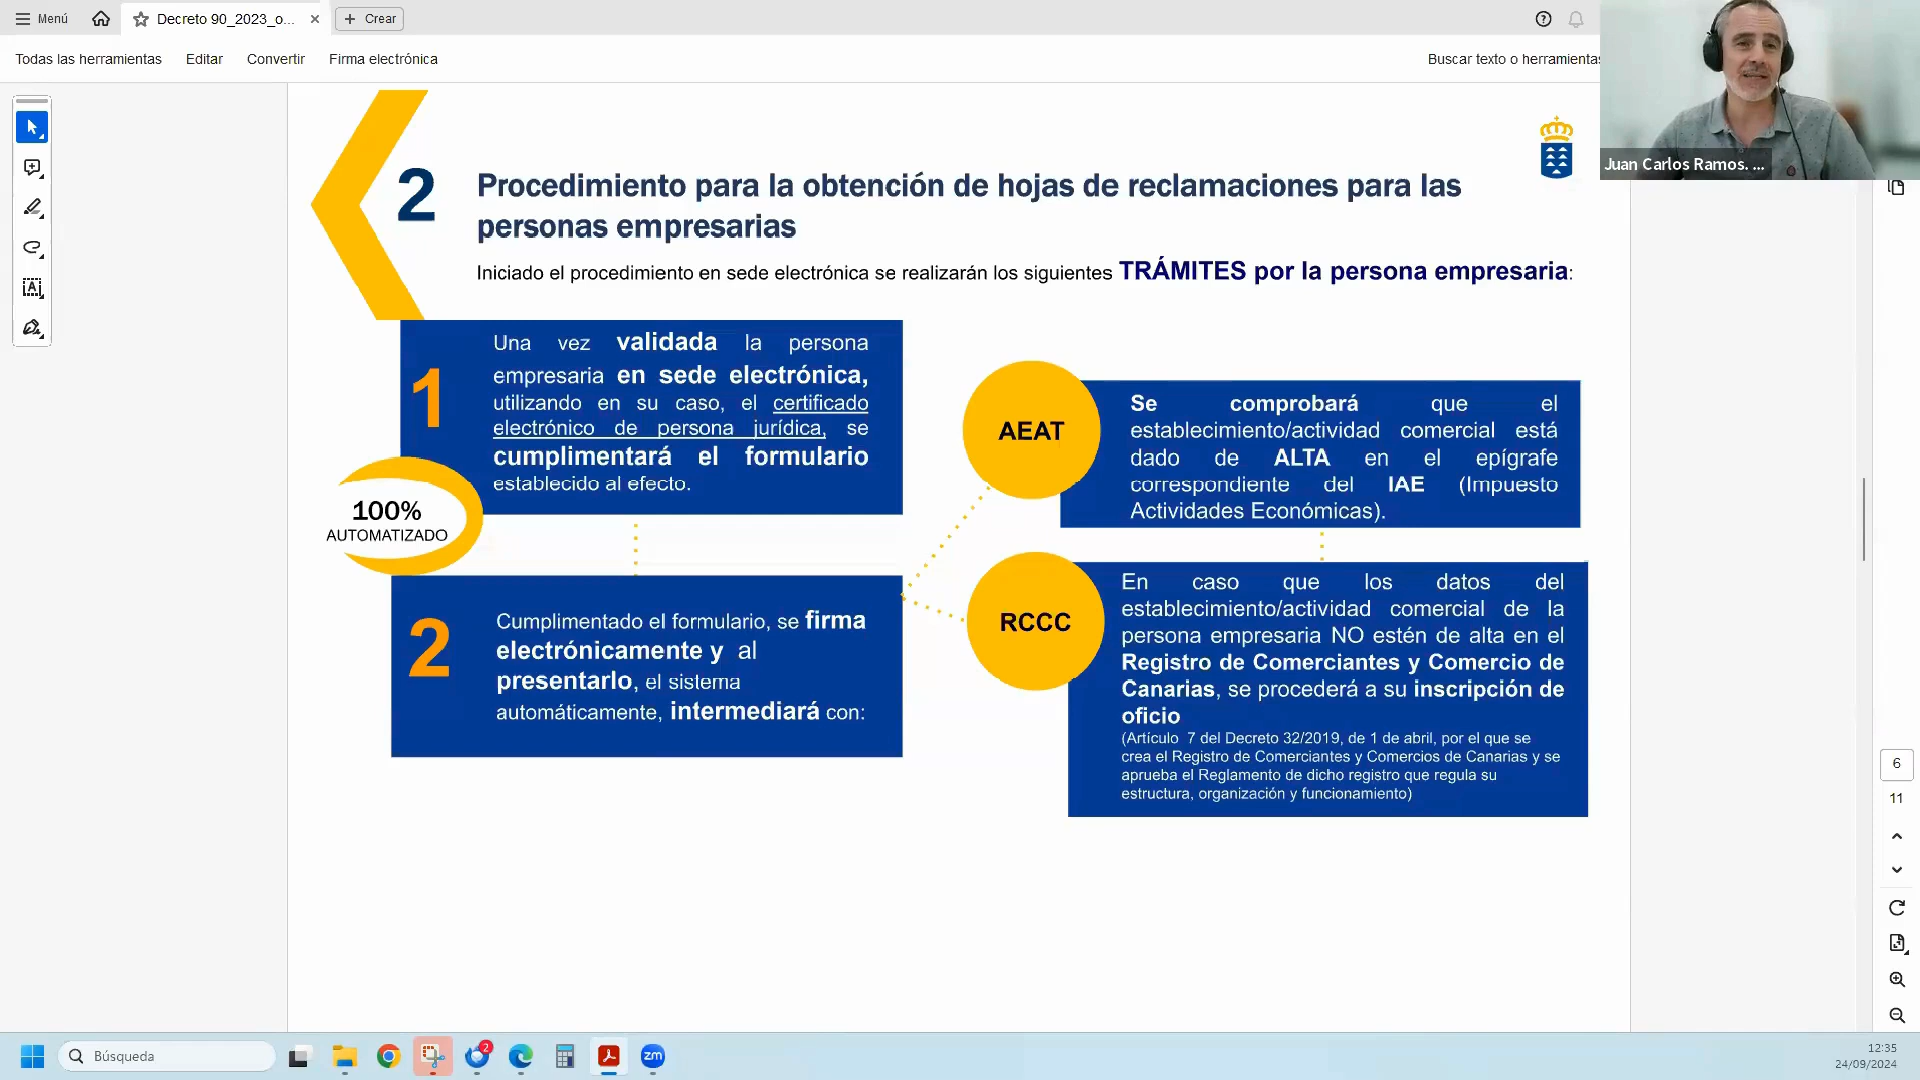 Menú
Decreto 90_2023_o...
Crear
Todas las herramientas
Editar
Convertir
Firma electrónica
Buscar texto o herramientas
Juan Carlos Ramos. ...
2
Procedimiento para la obtención de hojas de reclamaciones para las
personas empresarias
Iniciado el procedimiento en sede electrónica se realizarán los siguientes TRÁMITES por la persona empresaria:
1
Una vez validada la persona
empresaria en sede electrónica,
utilizando en su caso, el certificado
electrónico de persona jurídica, se
cumplimentará el formulario
establecido al efecto.
100%
AUTOMATIZADO
2
Cumplimentado el formulario, se firma
electrónicamente y al
presentarlo, el sistema
automáticamente, intermediará con:
AEAT
Se comprobará que el
establecimiento/actividad comercial está
dado de ALTA en el epígrafe
correspondiente del IAE (Impuesto
Actividades Económicas).
RCCC
En caso que los datos del
establecimiento/actividad comercial de la
persona empresaria NO estén de alta en el
Registro de Comerciantes y Comercio de
Canarias, se procederá a su inscripción de
oficio
(Artículo 7 del Decreto 32/2019, de 1 de abril, por el que se
crea el Registro de Comerciantes y Comercios de Canarias y se
aprueba el Reglamento de dicho registro que regula su
estructura, organización y funcionamiento)
6
11
Búsqueda
2
zm
12:35
24/09/2024